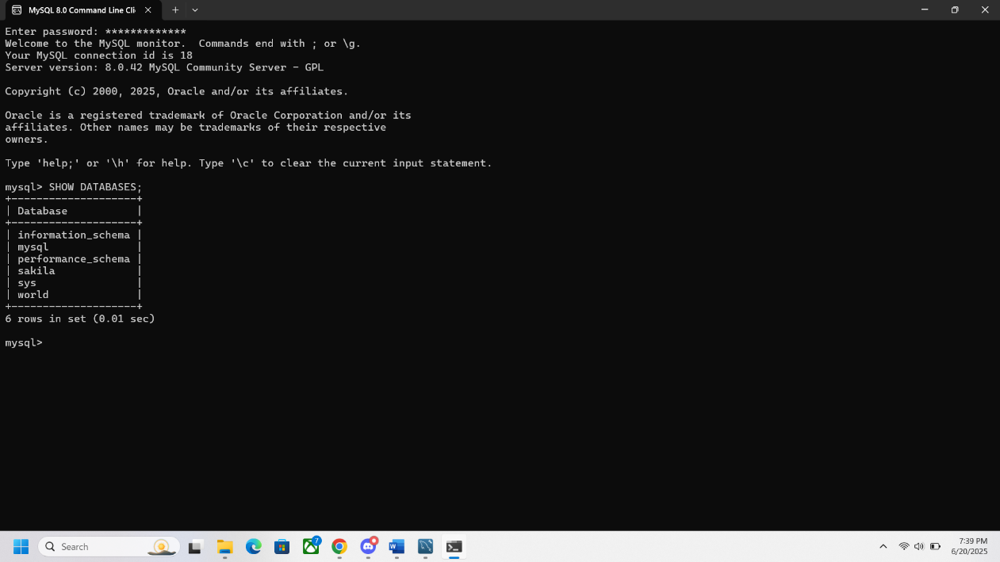 MySQL 8.0 Command Line Cli
Enter password: *************
Welcome to the MySQL monitor.  Commands end with ; or \g.
Your MySQL connection id is 18
Server version: 8.0.42 MySQL Community Server - GPL
Copyright (c) 2000, 2025, Oracle and/or its affiliates.
Oracle is a registered trademark of Oracle Corporation and/or its
affiliates. Other names may be trademarks of their respective
owners.
Type 'help;' or '\h' for help. Type '\c' to clear the current input statement.
mysql> SHOW DATABASES;
+--------------------+
| Database           |
+--------------------+
| information_schema |
| mysql              |
| performance_schema |
| sakila             |
| sys                |
| world              |
+--------------------+
6 rows in set (0.01 sec)
mysql>
Search
7
W
7:39 PM
6/20/2025